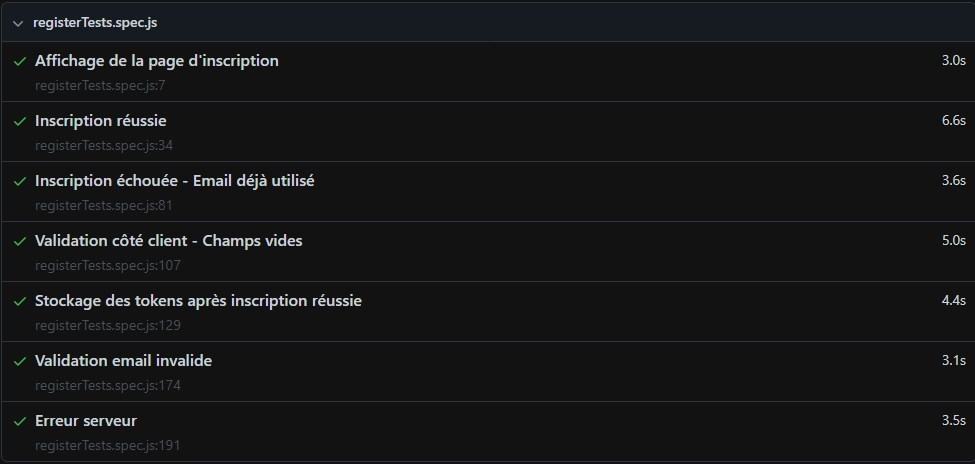 registerTests.spec.js
Affichage de la page d'inscription 3.0s
registerTests.spec.js:7
Inscription réussie 6.6s
registerTests.spec.js:34
Inscription échouée - Email déjà utilisé 3.6s
registerTests.spec.js:81
Validation côté client - Champs vides 5.0s
registerTests.spec.js:107
Stockage des tokens après inscription réussie 4.4s
registerTests.spec.js:129
Validation email invalide 3.1s
registerTests.spec.js:174
Erreur serveur 3.5s
registerTests.spec.js:191